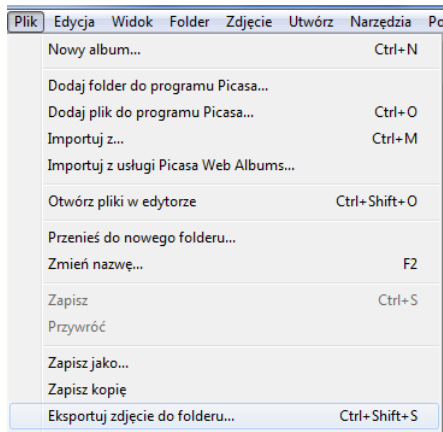 Plik Edycja Widok Folder Zdjęcie Utwórz Narzędzia
Nowy album... Ctrl+N
Dodaj folder do programu Picasa...
Dodaj plik do programu Picasa... Ctrl+O
Importuj z... Ctrl+M
Importuj z usługi Picasa Web Albums...
Otwórz pliki w edytorze Ctrl+Shift+O
Przenieś do nowego folderu...
Zmień nazwę... F2
Zapisz Ctrl+S
Przywróć
Zapisz jako...
Zapisz kopię
Eksportuj zdjęcie do folderu... Ctrl+Shift+S